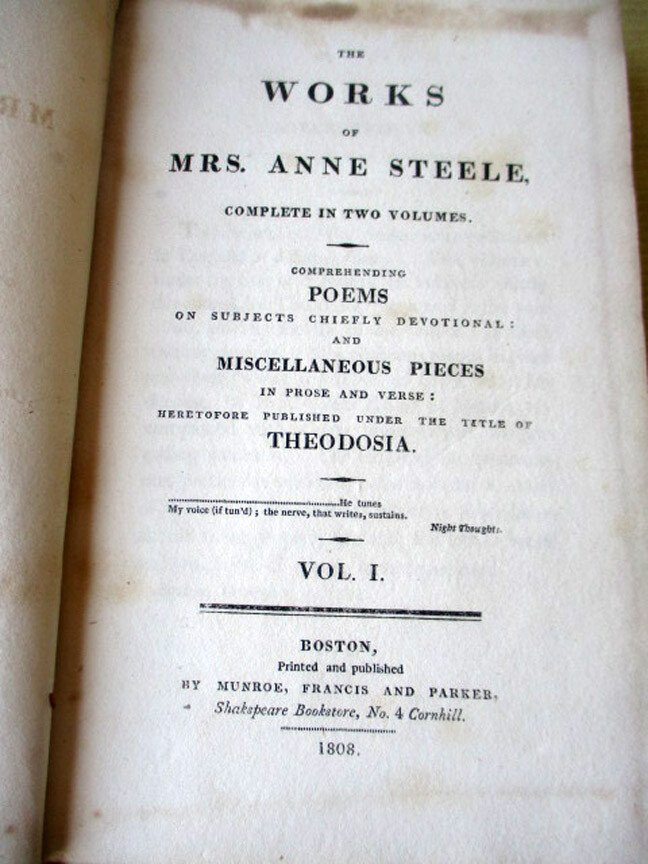 THE
WORKS
OF
MRS. ANNE STEELE,
COMPLETE IN TWO VOLUMES.
COMPREHENDING
POEMS
ON SUBJECTS CHIEFLY DEVOTIONAL:
AND
MISCELLANEOUS PIECES
IN PROSE AND VERSE:
HERETOFORE PUBLISHED UNDER THE TITLE OF
THEODOSIA.
..........................................He tunes
My voice (if tun'd); the nerve, that writes, sustains.
Night Thoughts.
VOL. I.
BOSTON,
Printed and published
BY MUNROE, FRANCIS AND PARKER,
Shakspeare Bookstore, No. 4 Cornhill.
1808.